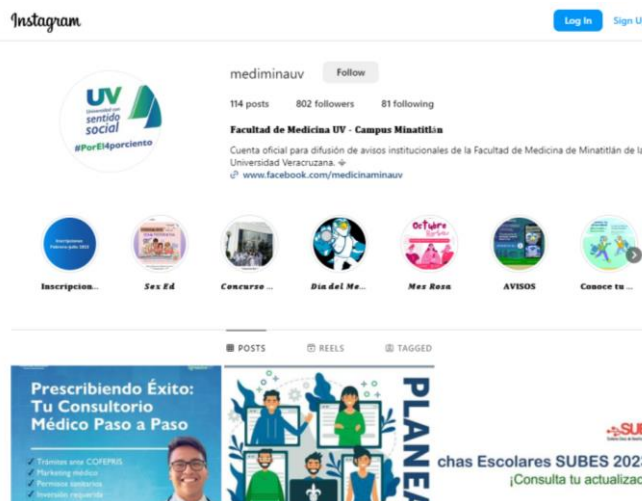 Instagram
Log In Sign U
UV
Universidad con
sentido
social
#PorEl4porciento
mediminauv Follow
114 posts 802 followers 81 following
Facultad de Medicina UV - Campus Minatitlán
Cuenta oficial para difusión de avisos institucionales de la Facultad de Medicina de Minatitlán de la
Universidad Veracruzana.
www.facebook.com/medicinaminauv
Inscripciones
Febrero-julio 2023
Octubre
Inscripcion... Sex Ed Concurso ... Día del Me... Mes Rosa AVISOS Conoce tu ...
POSTS REELS TAGGED
Prescribiendo Éxito:
Tu Consultorio
Médico Paso a Paso
✓ Trámites ante COFEPRIS
✓ Marketing médico
✓ Permisos sanitarios
✓ Inversión requerida
PLANEA
SUBE
chas Escolares SUBES 2023
¡Consulta tu actualiza